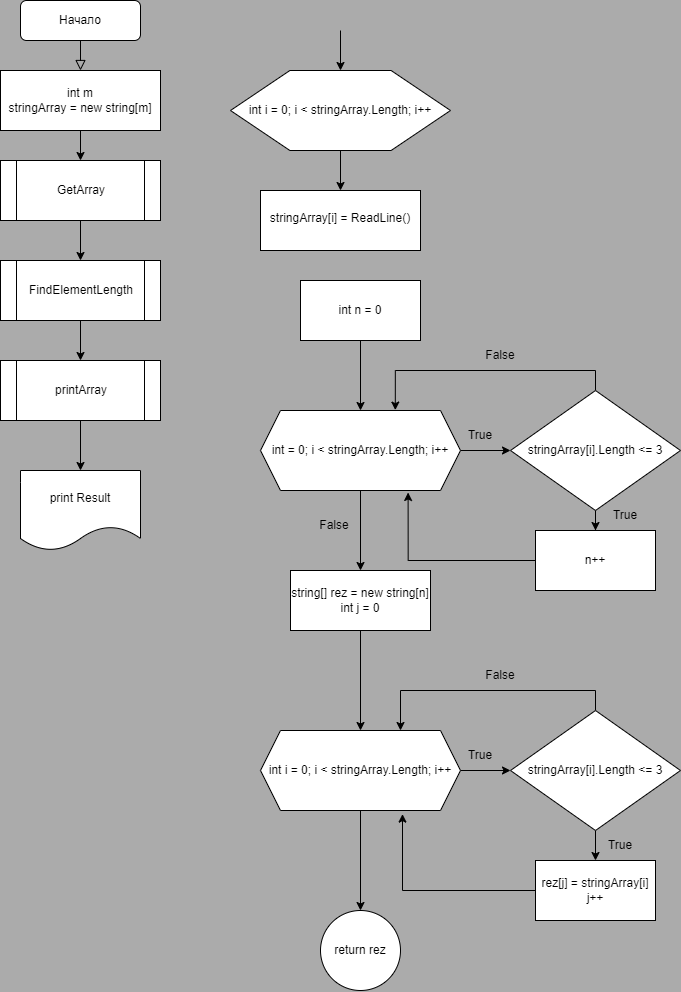 Начало
int m
stringArray = new string[m]
GetArray
FindElementLength
printArray
print Result
int i = 0; i < stringArray.Length; i++
stringArray[i] = ReadLine()
int n = 0
False
int = 0; i < stringArray.Length; i++
True
stringArray[i].Length <= 3
True
n++
False
string[] rez = new string[n]
int j = 0
False
int i = 0; i < stringArray.Length; i++
True
stringArray[i].Length <= 3
True
rez[j] = stringArray[i]
j++
return rez